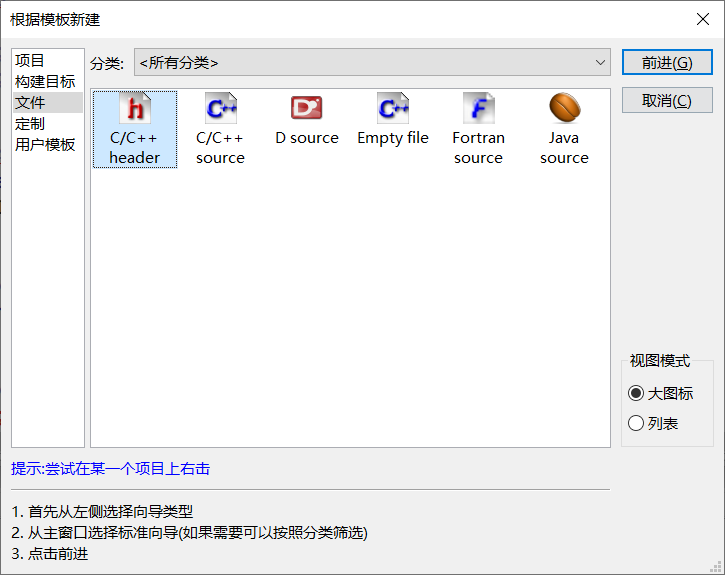 根据模板新建
项目
构建目标
文件
定制
用户模板
分类:
<所有分类>
前进(G)
取消(C)
C/C++
header
C/C++
source
D source
Empty file
Fortran
source
Java
source
视图模式
大图标
列表
提示:尝试在某一个项目上右击
1. 首先从左侧选择向导类型
2. 从主窗口选择标准向导(如果需要可以按照分类筛选)
3. 点击前进